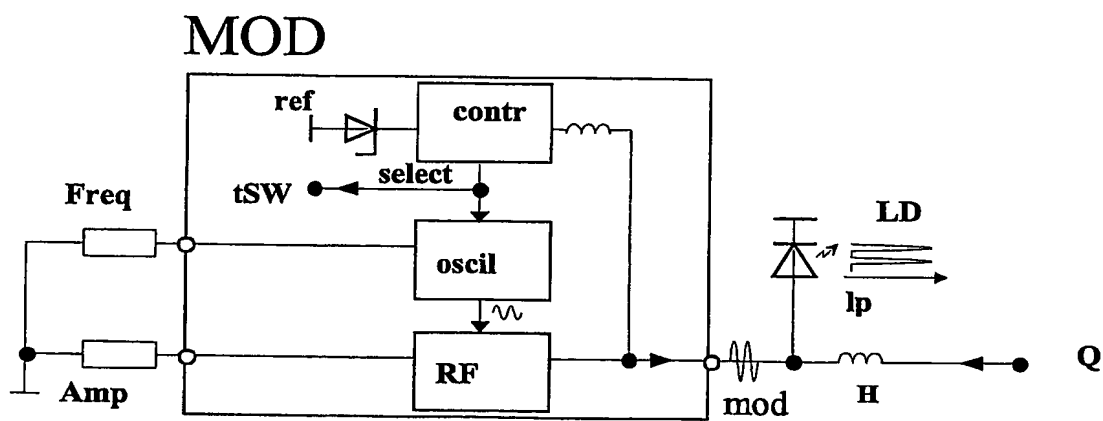 MOD
ref
contr
select
tSW
Freq
LD
oscil
lp
RF
Q
Amp
mod
H